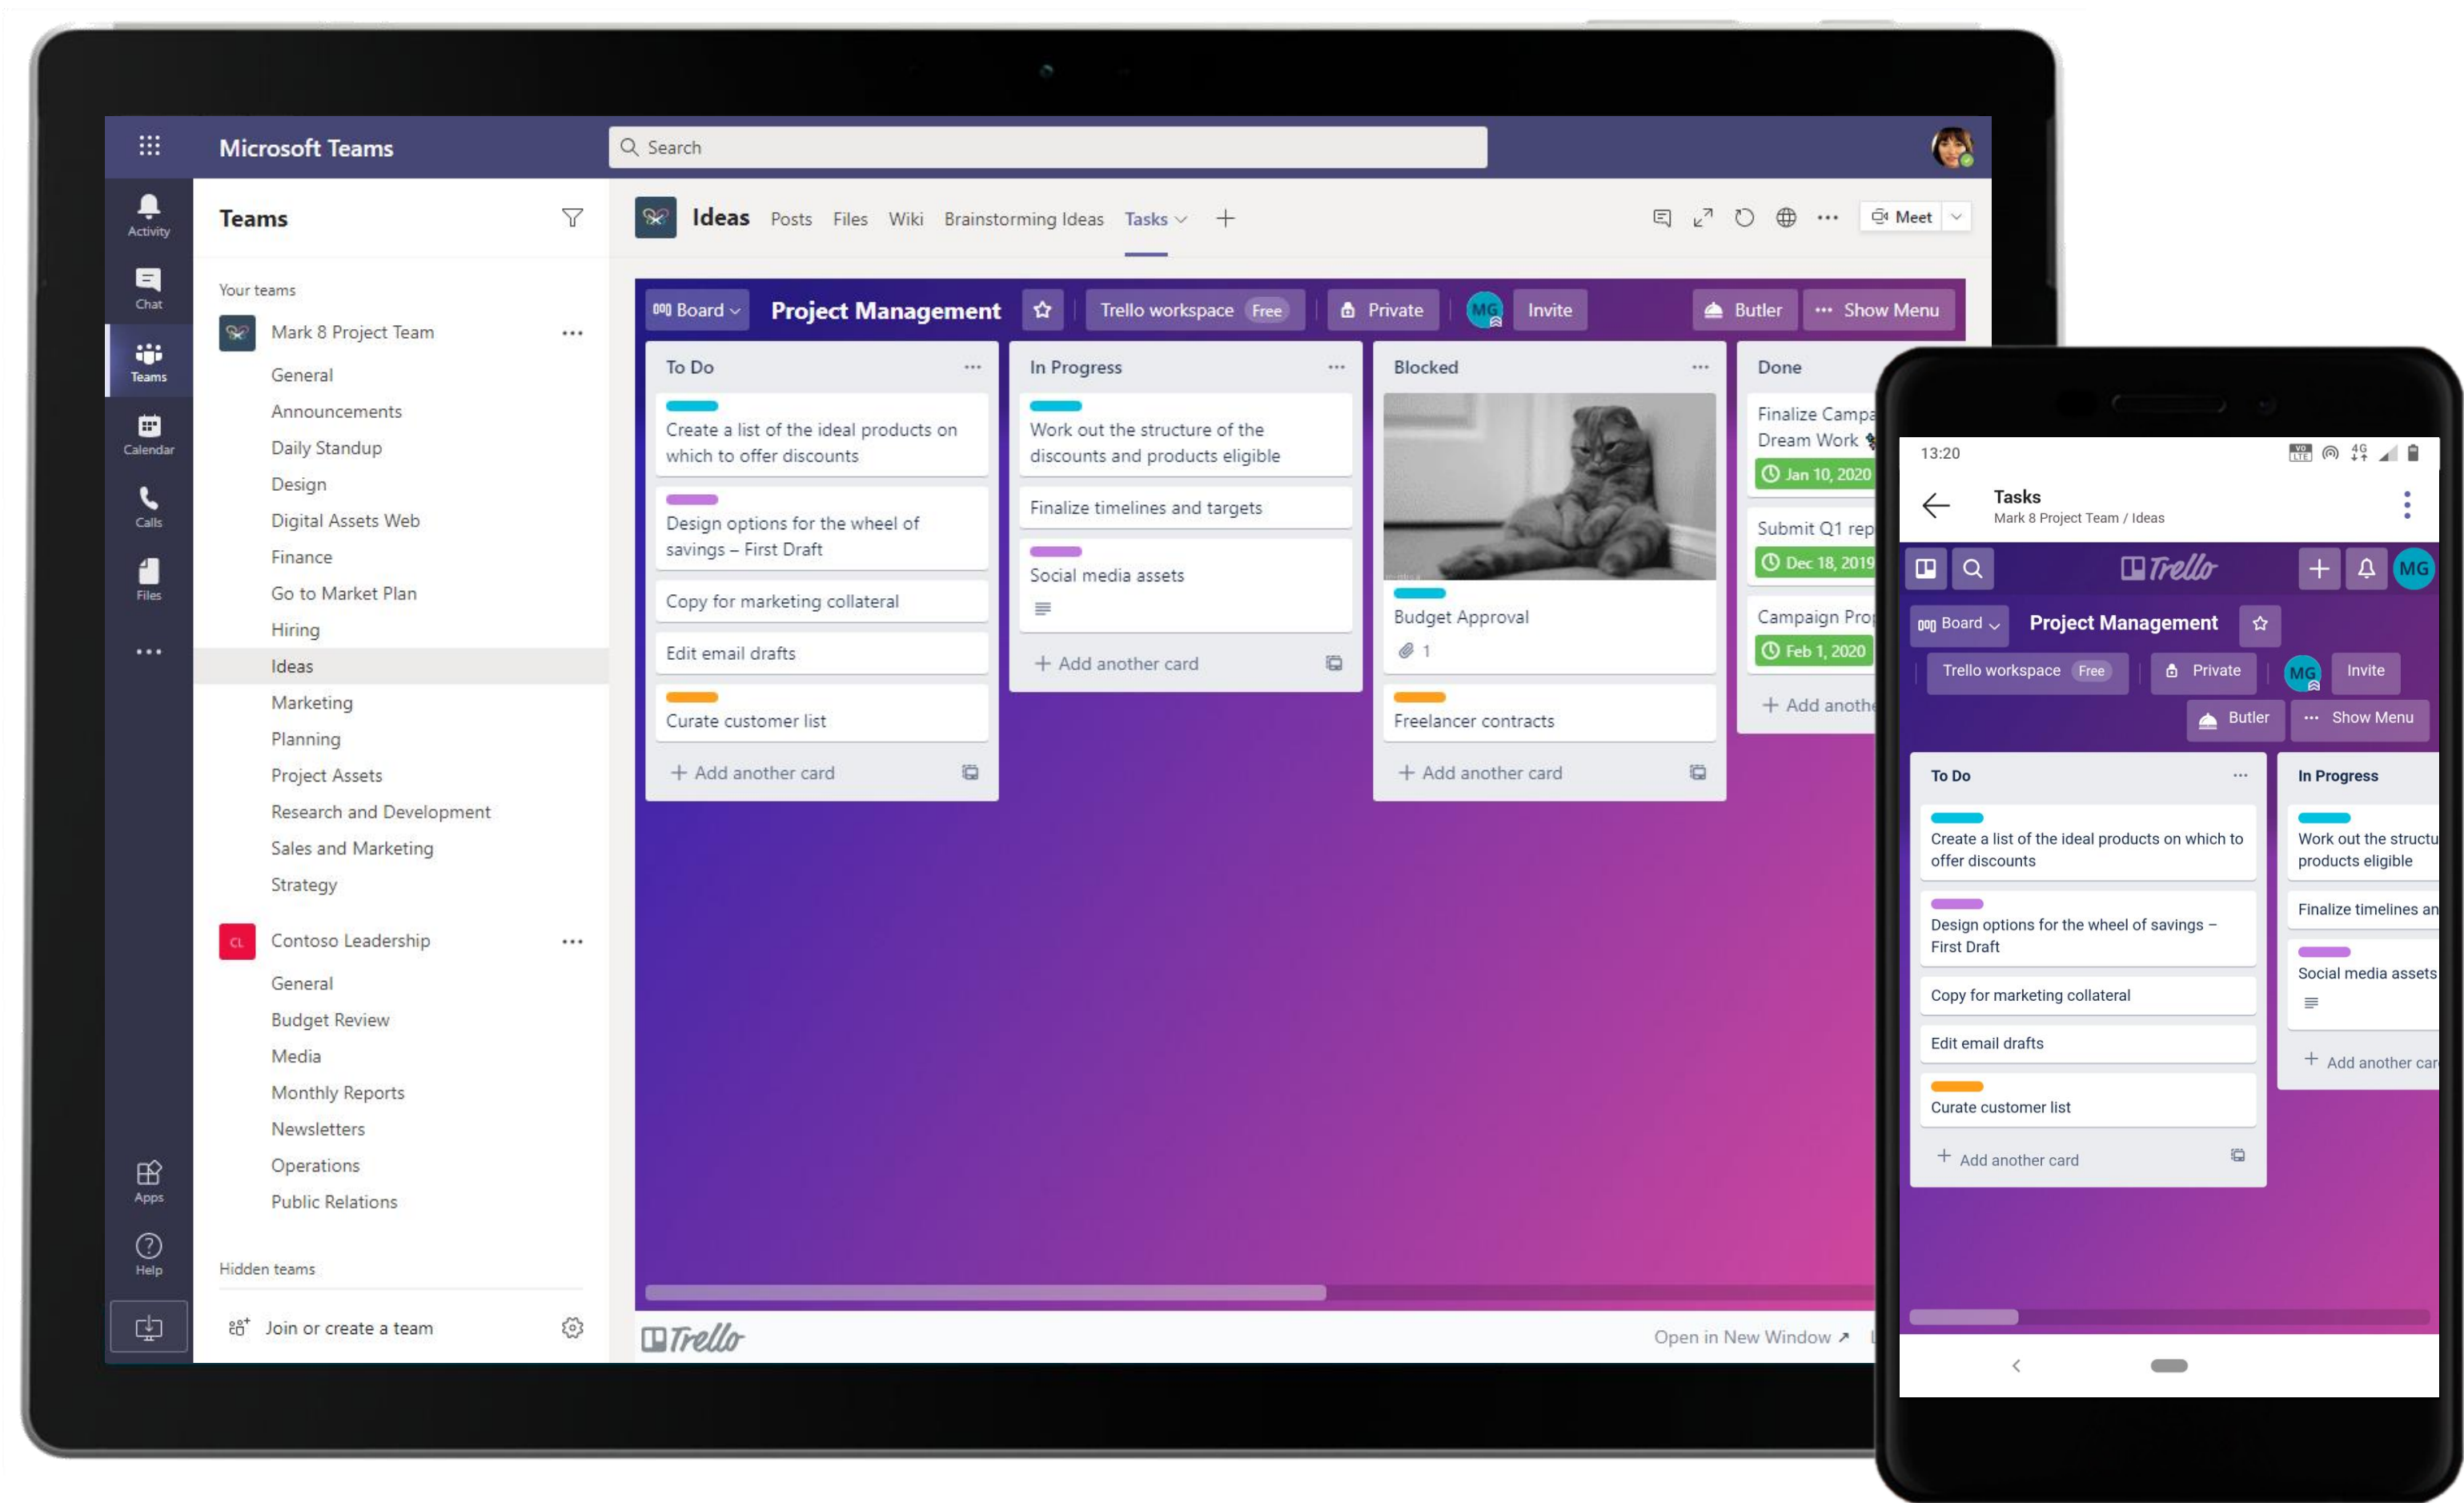 Microsoft Teams
Search
Activity
Chat
Teams
Calendar
Calls
Files
Apps
Help
Teams
Your teams
Mark 8 Project Team
General
Announcements
Daily Standup
Design
Digital Assets Web
Finance
Go to Market Plan
Hiring
Ideas
Marketing
Planning
Project Assets
Research and Development
Sales and Marketing
Strategy
CL
Contoso Leadership
General
Budget Review
Media
Monthly Reports
Newsletters
Operations
Public Relations
Hidden teams
Join or create a team
Ideas Posts Files Wiki Brainstorming Ideas Tasks
Meet
Board Project Management Trello workspace Free Private MG Invite Butler Show Menu
To Do
Create a list of the ideal products on
which to offer discounts
Design options for the wheel of
savings – First Draft
Copy for marketing collateral
Edit email drafts
Curate customer list
+ Add another card
In Progress
Work out the structure of the
discounts and products eligible
Finalize timelines and targets
Social media assets
+ Add another card
Blocked
Budget Approval
1
Freelancer contracts
+ Add another card
Done
Finalize Campa
Dream Work
Jan 10, 2020
Submit Q1 rep
Dec 18, 2019
Campaign Pro
Feb 1, 2020
+ Add anothe
Trello
Open in New Window
13:20
VO
LTE
4G
Tasks
Mark 8 Project Team / Ideas
Trello
MG
Board Project Management
Trello workspace Free Private MG Invite
Butler Show Menu
To Do
Create a list of the ideal products on which to
offer discounts
Design options for the wheel of savings –
First Draft
Copy for marketing collateral
Edit email drafts
Curate customer list
+ Add another card
In Progress
Work out the structu
products eligible
Finalize timelines an
Social media assets
+ Add another car